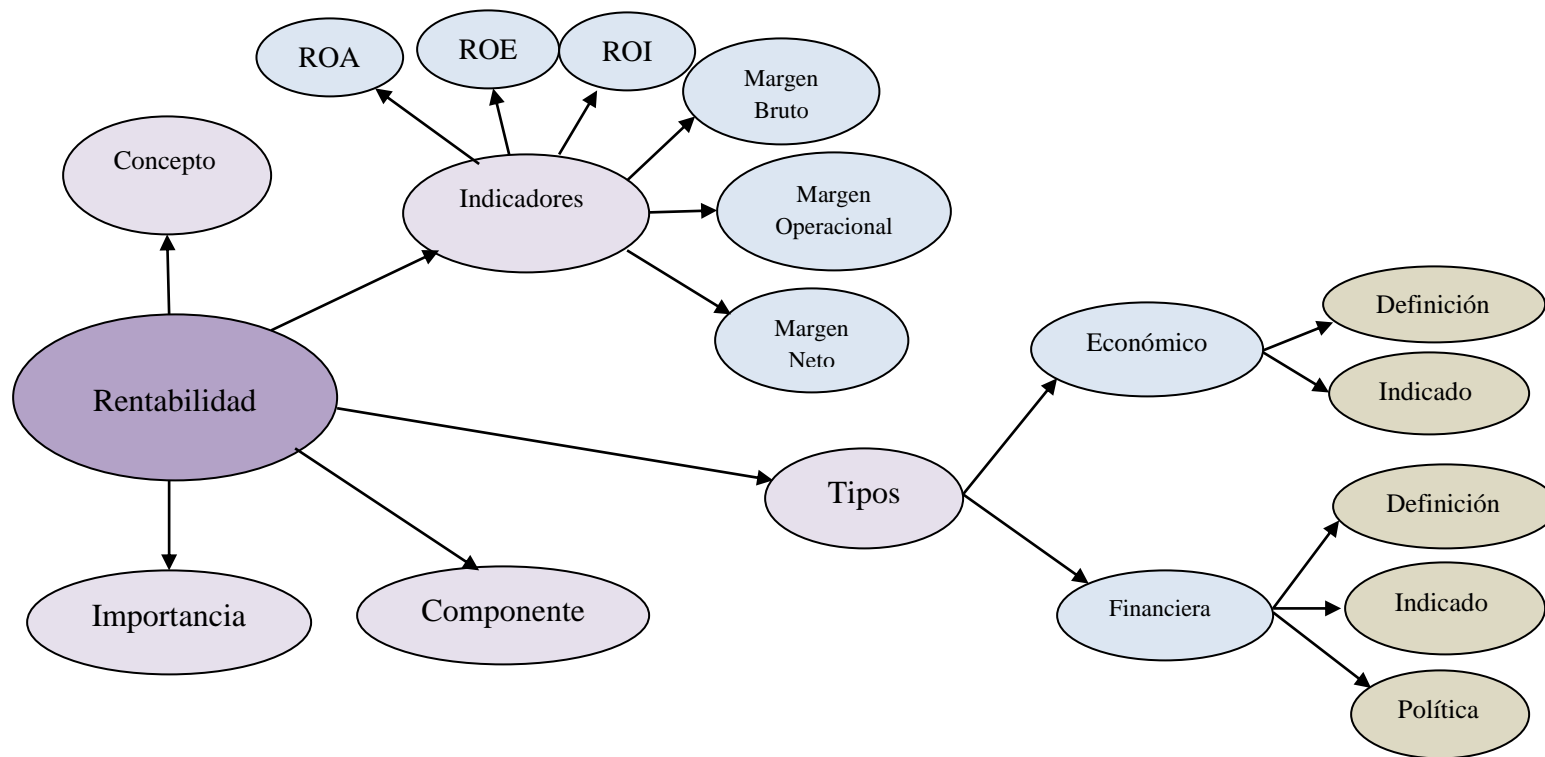 ROA
ROE
ROI
Margen
Bruto
Concepto
Indicadores
Margen
Operacional
Margen
Neto
Rentabilidad
Económico
Definición
Indicado
Tipos
Definición
Financiera
Indicado
Política
Importancia
Componente